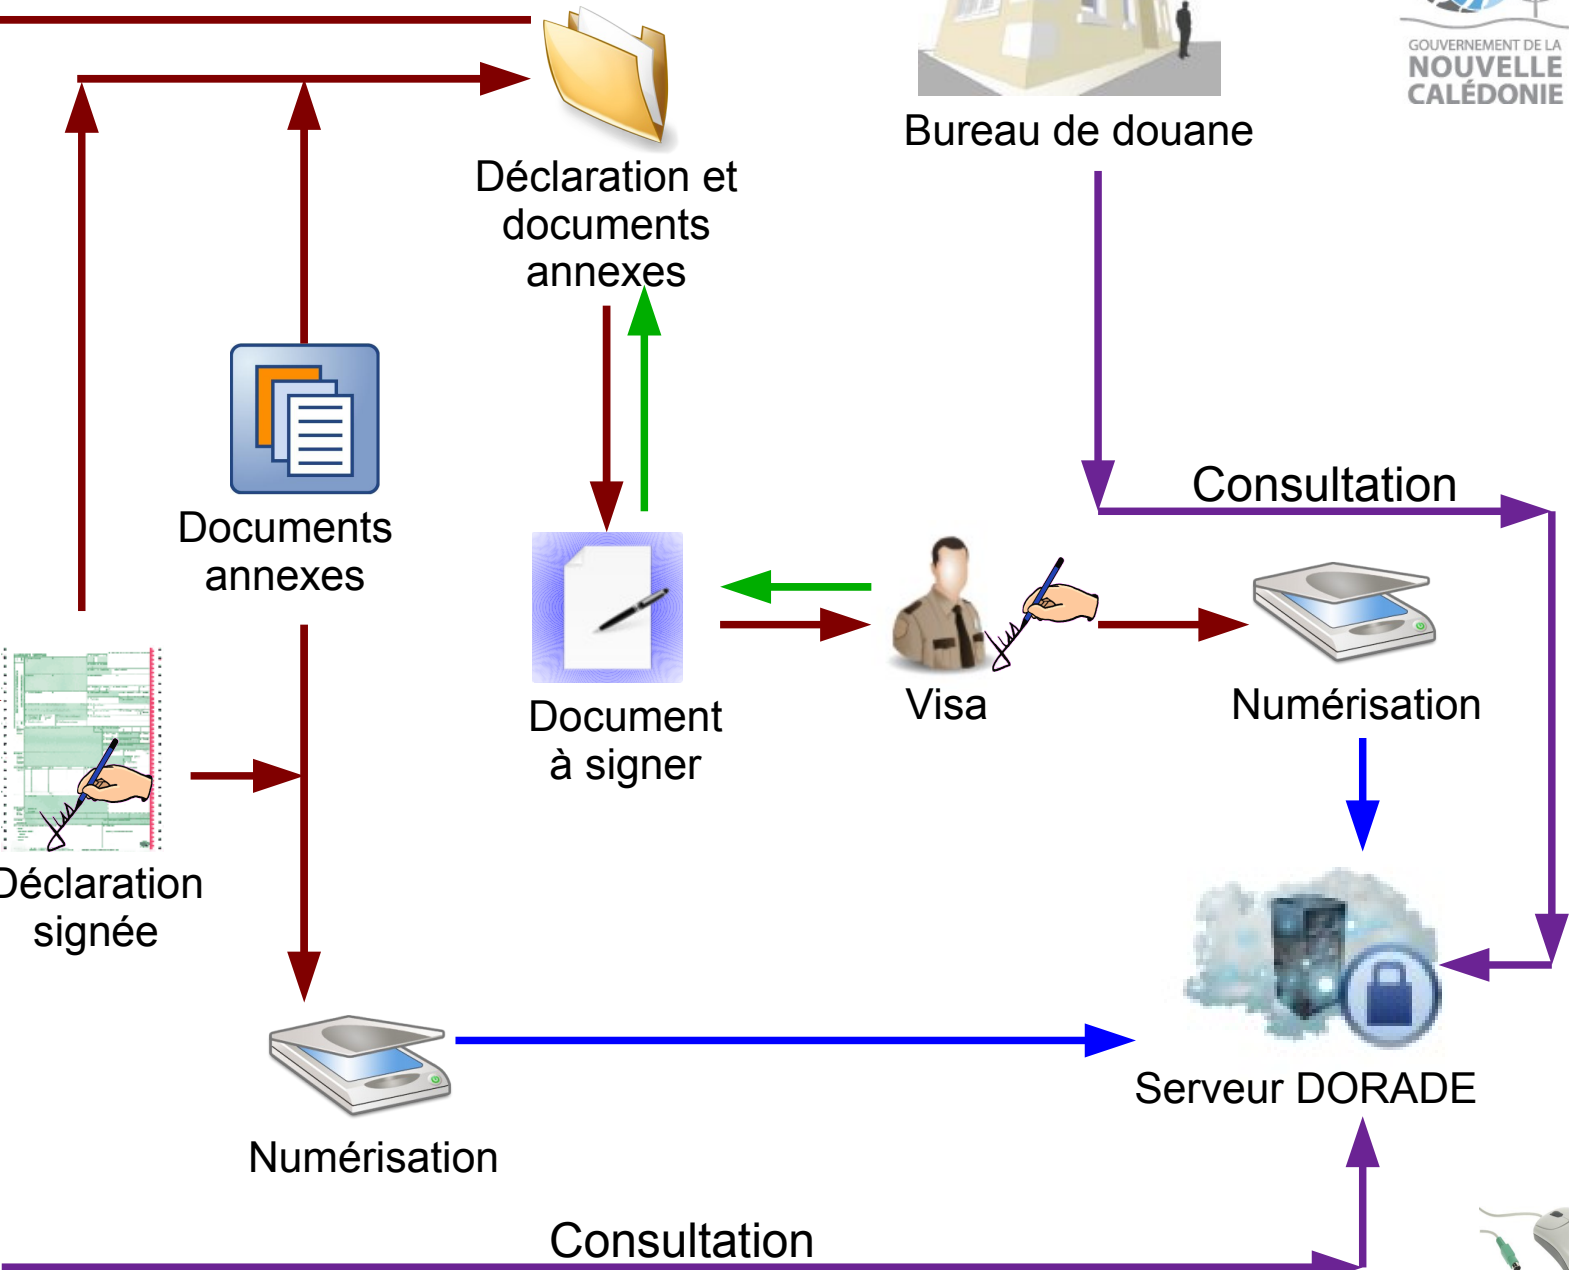 GOUVERNEMENT DE LA
NOUVELLE
CALÉDONIE
Bureau de douane
Déclaration et
documents
annexes
Consultation
Documents
annexes
Visa
Numérisation
Document
à signer
Déclaration
signée
Serveur DORADE
Numérisation
Consultation